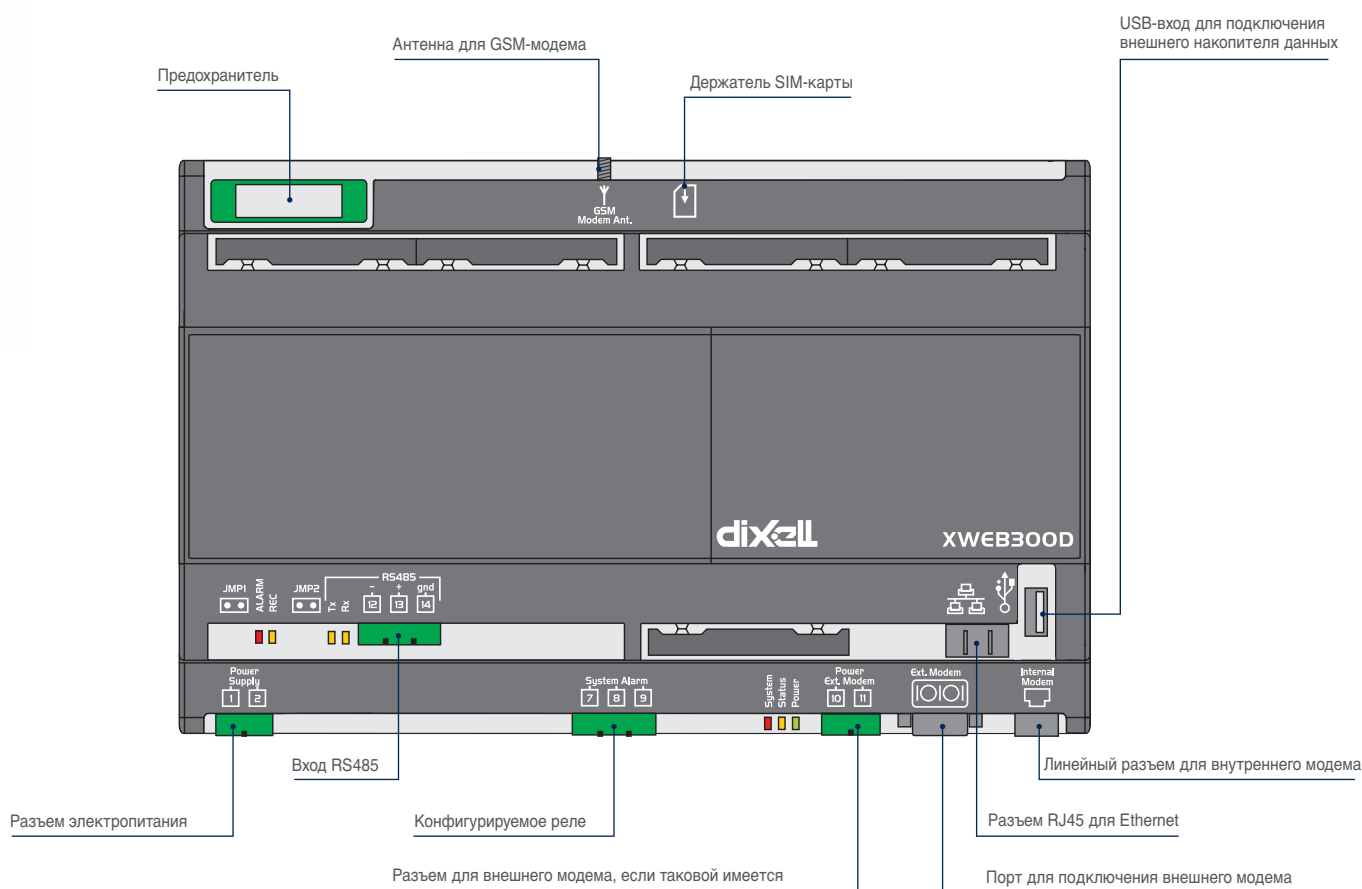 USB-вход для подключения
внешнего накопителя данных
Антенна для GSM-модема
Предохранитель
Держатель SIM-карты
GSM
Modem Ant.
dixell
XWEB300D
JMP1
ALARM
REC
JMP2
Tx
Rx
RS485
- + gnd
12 13 14
Power
Supply
1 2
System Alarm
7 8 9
System
Status
Power
Power
Ext. Modem
10 11
Ext. Modem
IOIOI
Internal
Modem
Вход RS485
Линейный разъем для внутреннего модема
Разъем электропитания
Конфигурируемое реле
Разъем RJ45 для Ethernet
Разъем для внешнего модема, если таковой имеется
Порт для подключения внешнего модема